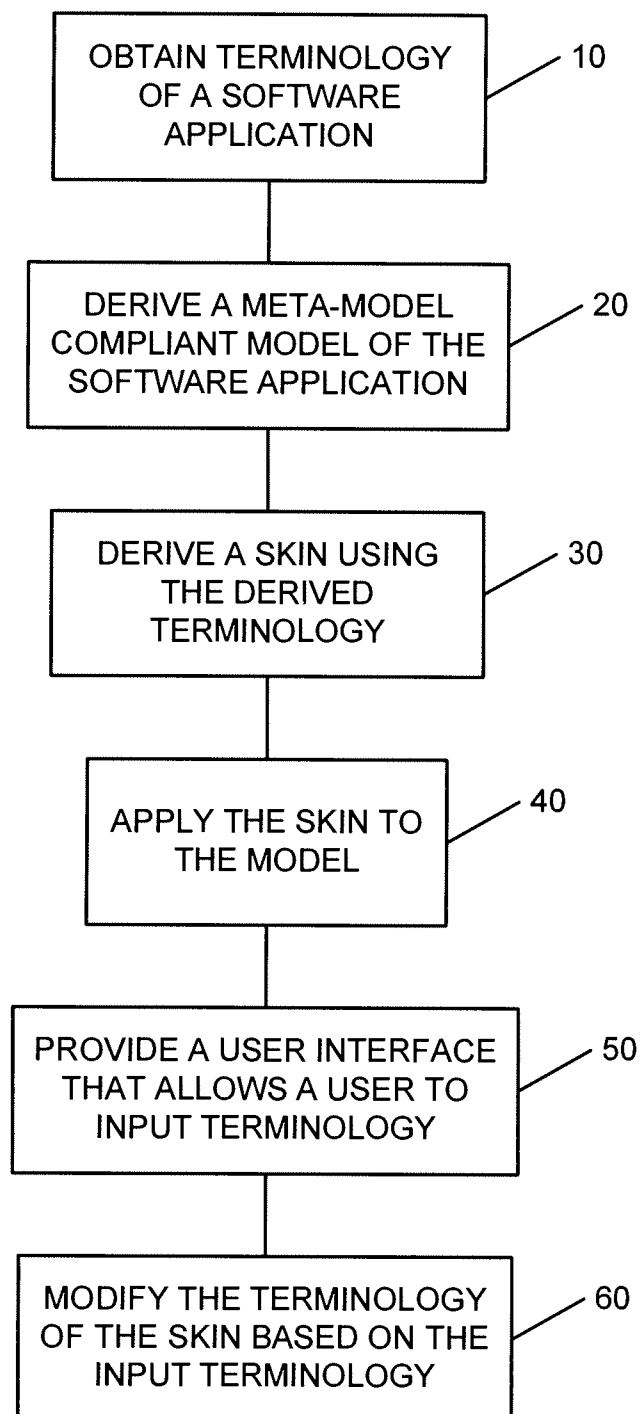 OBTAIN TERMINOLOGY
OF A SOFTWARE
APPLICATION
10
DERIVE A META-MODEL
COMPLIANT MODEL OF THE
SOFTWARE APPLICATION
20
DERIVE A SKIN USING
THE DERIVED
TERMINOLOGY
30
APPLY THE SKIN TO
THE MODEL
40
PROVIDE A USER INTERFACE
THAT ALLOWS A USER TO
INPUT TERMINOLOGY
50
MODIFY THE TERMINOLOGY
OF THE SKIN BASED ON THE
INPUT TERMINOLOGY
60